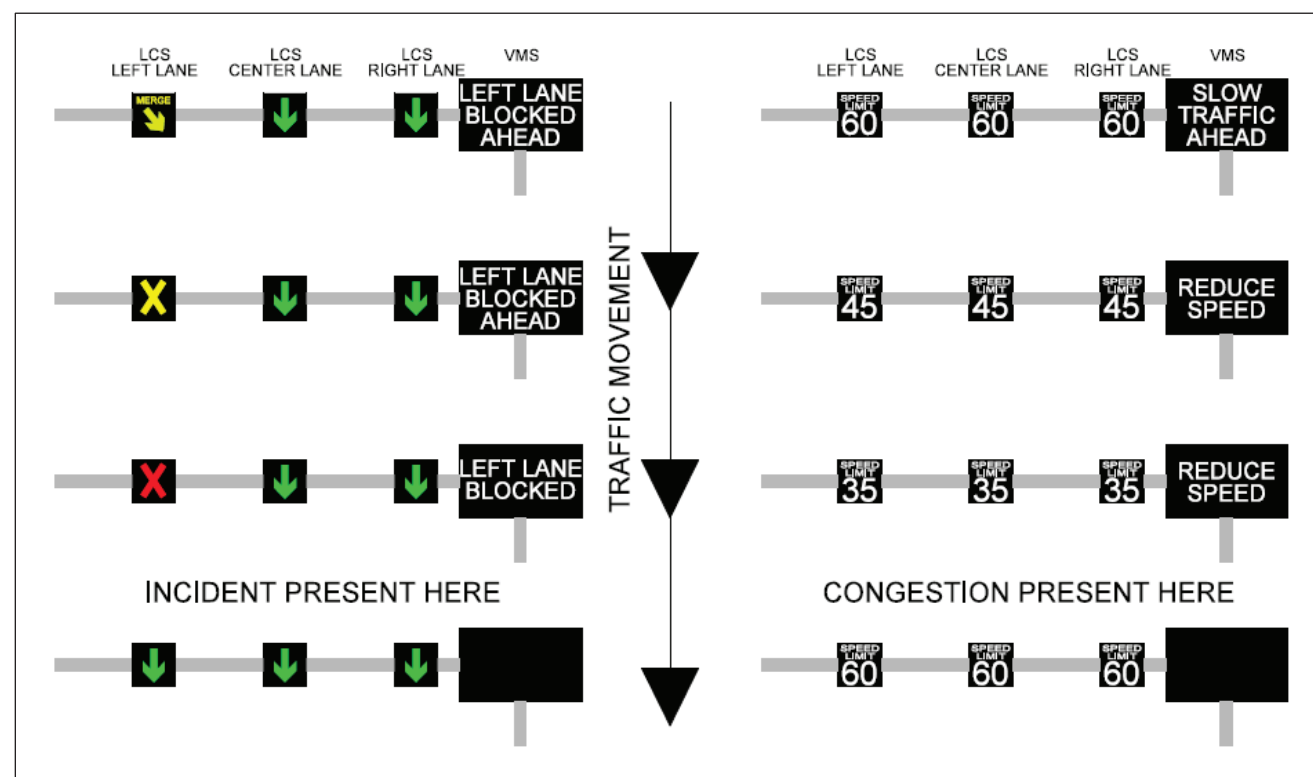 LCS
LEFT LANE
LCS
CENTER LANE
LCS
RIGHT LANE
VMS
MERGE
LEFT LANE
BLOCKED
AHEAD
X
LEFT LANE
BLOCKED
AHEAD
X
LEFT LANE
BLOCKED
INCIDENT PRESENT HERE
TRAFFIC MOVEMENT
LCS
LEFT LANE
LCS
CENTER LANE
LCS
RIGHT LANE
VMS
SPEED
LIMIT
60
SPEED
LIMIT
60
SPEED
LIMIT
60
SLOW
TRAFFIC
AHEAD
SPEED
LIMIT
45
SPEED
LIMIT
45
SPEED
LIMIT
45
REDUCE
SPEED
SPEED
LIMIT
35
SPEED
LIMIT
35
SPEED
LIMIT
35
REDUCE
SPEED
CONGESTION PRESENT HERE
SPEED
LIMIT
60
SPEED
LIMIT
60
SPEED
LIMIT
60